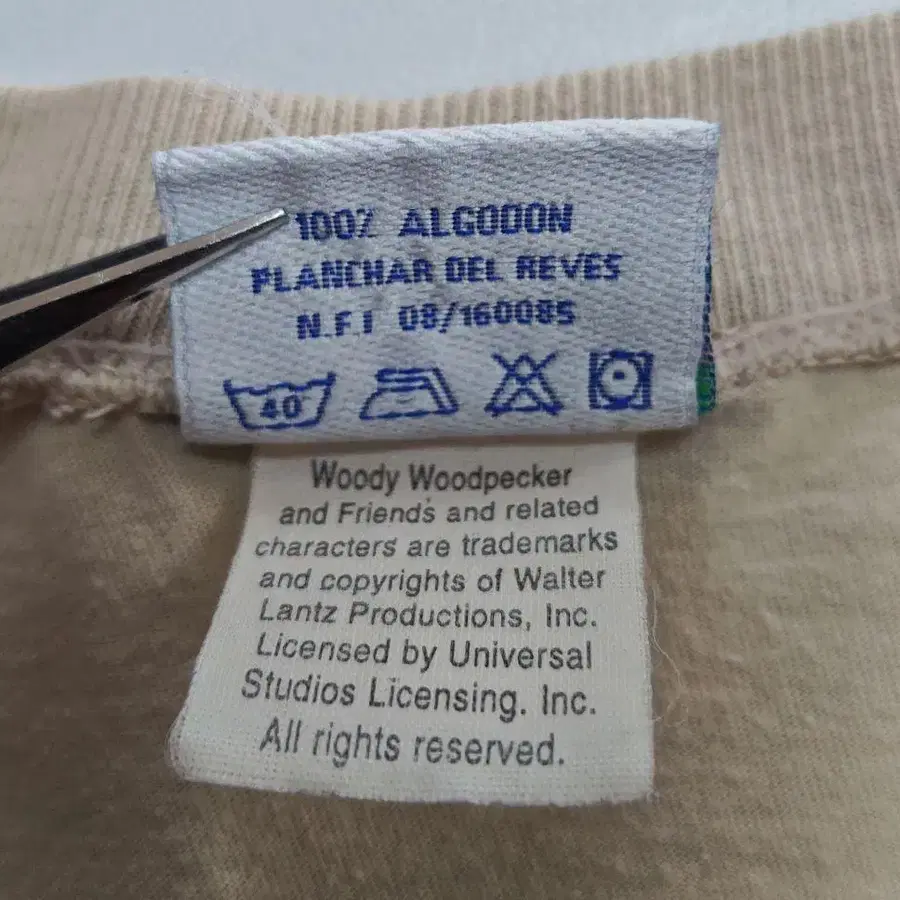 100% ALGODON
PLANCHAR DEL REVES
N.F.I 08/160085
40
Woody Woodpecker
and Friends and related
characters are trademarks
and copyrights of Walter
Lantz Productions, Inc.
Licensed by Universal
Studios Licensing. Inc.
All rights reserved.